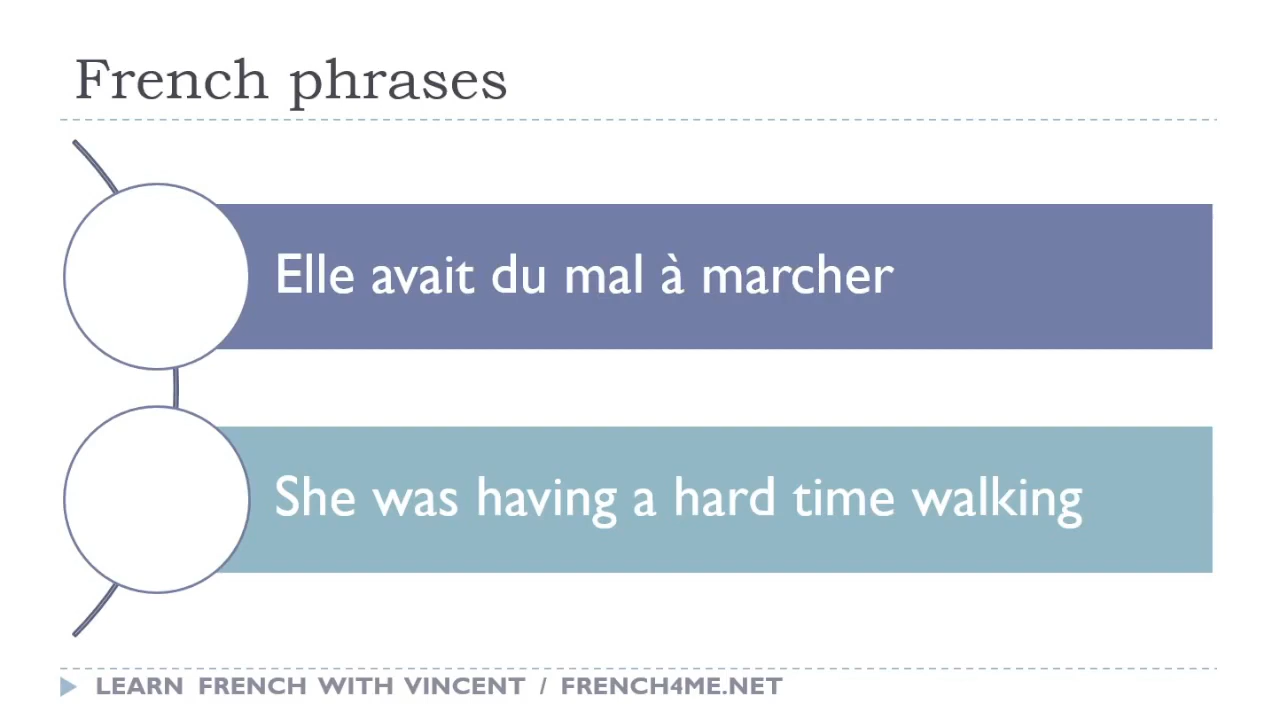 French phrases
Elle avait du mal à marcher
She was having a hard time walking
LEARN FRENCH WITH VINCENT / FRENCH4ME.NET